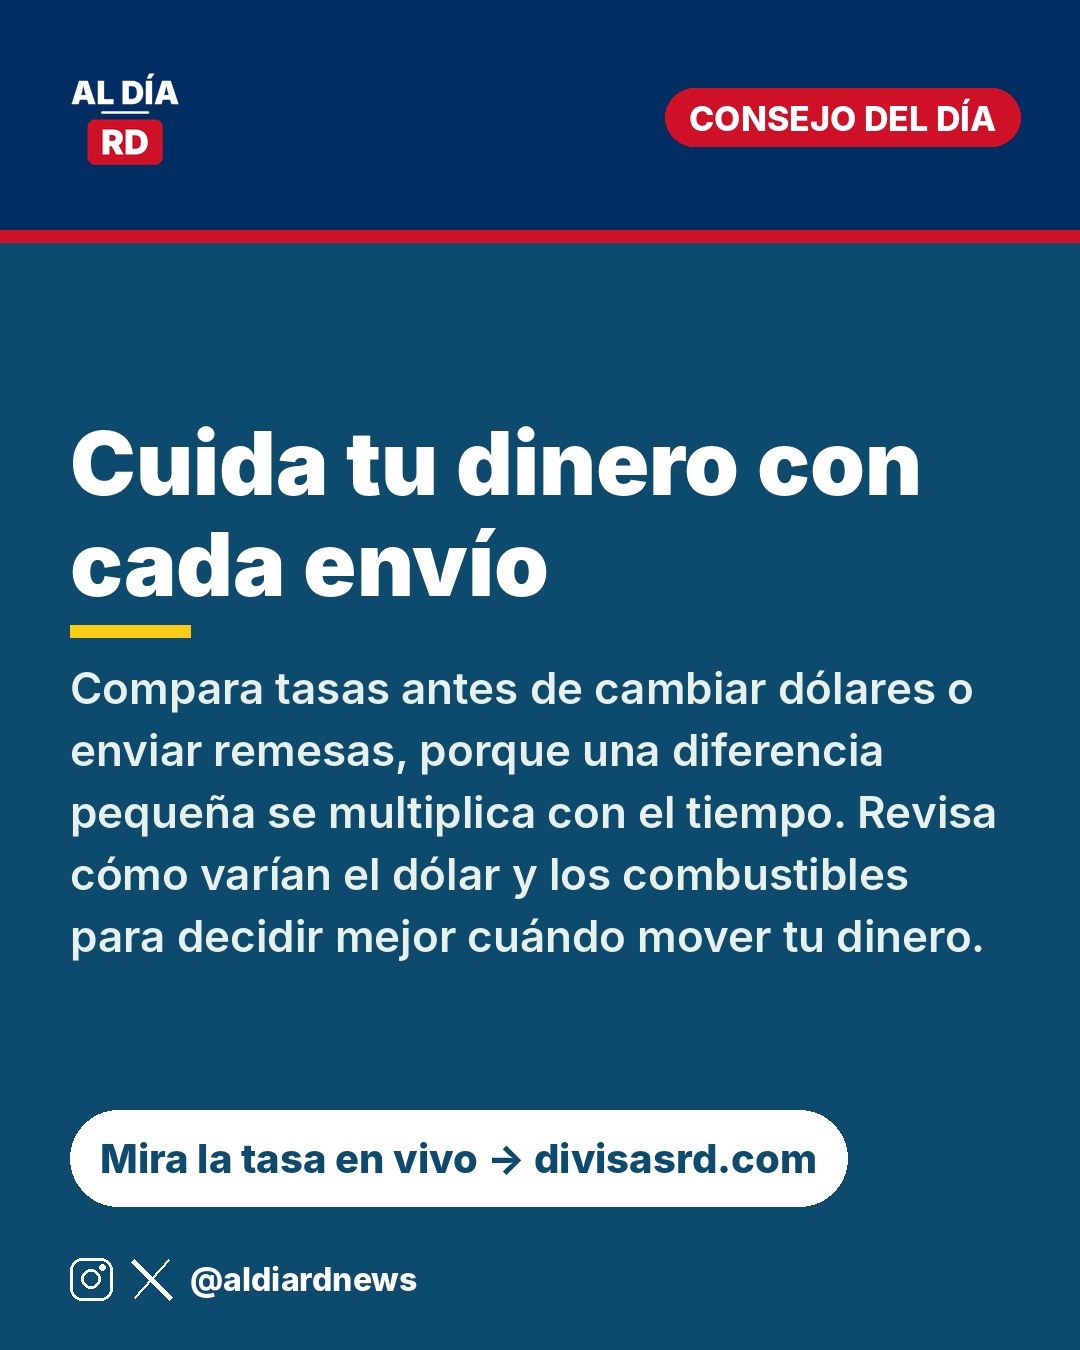 AL DÍA
RD
CONSEJO DEL DÍA
Cuida tu dinero con
cada envío
Compara tasas antes de cambiar dólares o
enviar remesas, porque una diferencia
pequeña se multiplica con el tiempo. Revisa
cómo varían el dólar y los combustibles
para decidir mejor cuándo mover tu dinero.
Mira la tasa en vivo → divisasrd.com
@aldiardnews